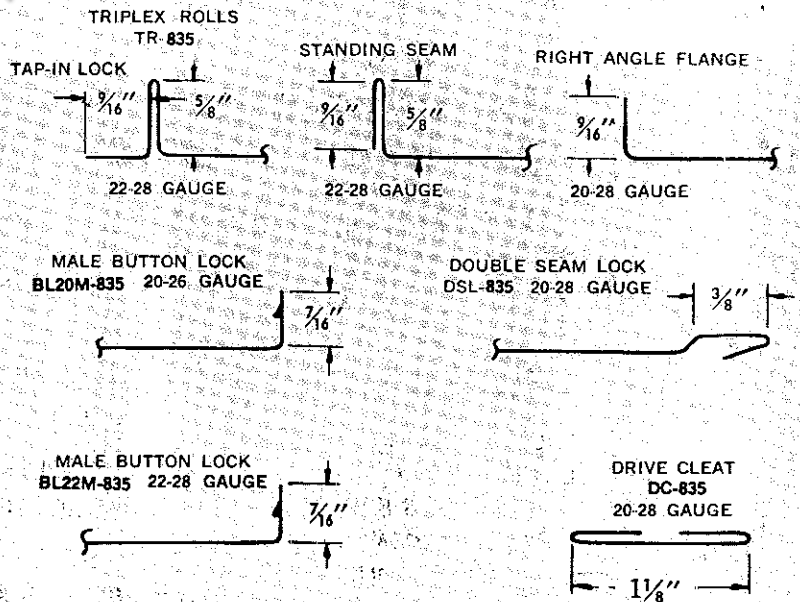 TRIPLEX ROLLS
TR-835
TAP-IN LOCK
9/16"
5/8"
22-28 GAUGE
STANDING SEAM
9/16"
5/8"
22-28 GAUGE
RIGHT ANGLE FLANGE
9/16"
20-28 GAUGE
MALE BUTTON LOCK
BL20M-835 20-26 GAUGE
7/16"
DOUBLE SEAM LOCK
DSL-835 20-28 GAUGE
3/8"
MALE BUTTON LOCK
BL22M-835 22-28 GAUGE
7/16"
DRIVE CLEAT
DC-835
20-28 GAUGE
1 1/8"